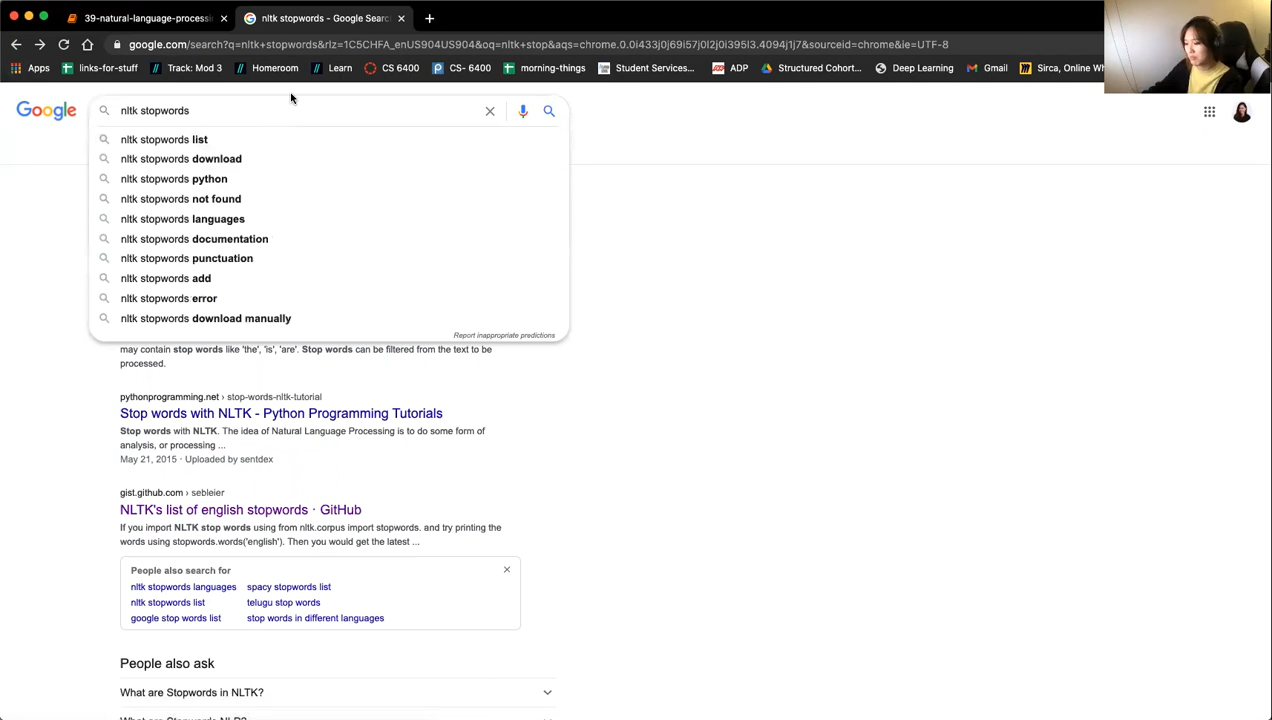 39-natural-language-processin
nltk stopwords - Google Search
google.com/search?q=nltk+stopwords&rlz=1C5CHFA_enUS904US904&oq=nltk+stop&aqs=chrome.0.0i433j0j69i57j0l2j0i395l3.4094j1j7&sourceid=chrome&ie=UTF-8
Apps links-for-stuff Track: Mod 3 Homeroom Learn CS 6400 CS- 6400 morning-things Student Services... ADP Structured Cohort... Deep Learning Gmail Sirca, Online
Google
nltk stopwords
nltk stopwords list
nltk stopwords download
nltk stopwords python
nltk stopwords not found
nltk stopwords languages
nltk stopwords documentation
nltk stopwords punctuation
nltk stopwords add
nltk stopwords error
nltk stopwords download manually
Report inappropriate predictions
may contain stop words like 'the', 'is', 'are'. Stop words can be filtered from the text to be
processed.
pythonprogramming.net › stop-words-nltk-tutorial
Stop words with NLTK - Python Programming Tutorials
Stop words with NLTK. The idea of Natural Language Processing is to do some form of
analysis, or processing ...
May 21, 2015 · Uploaded by sentdex
gist.github.com › sebleier
NLTK's list of english stopwords · GitHub
If you import NLTK stop words using from nltk.corpus import stopwords. and try printing the
words using stopwords.words('english'). Then you would get the latest ...
People also search for
nltk stopwords languages spacy stopwords list
nltk stopwords list telugu stop words
google stop words list stop words in different languages
People also ask
What are Stopwords in NLTK?